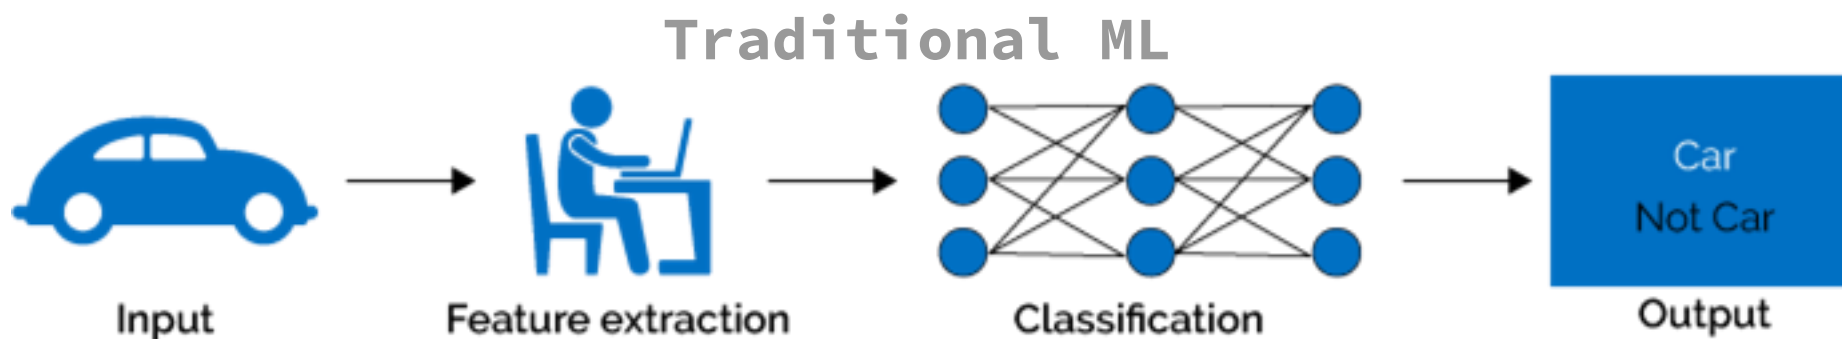 Traditional ML
Car
Not Car
Input
Feature extraction
Classification
Output